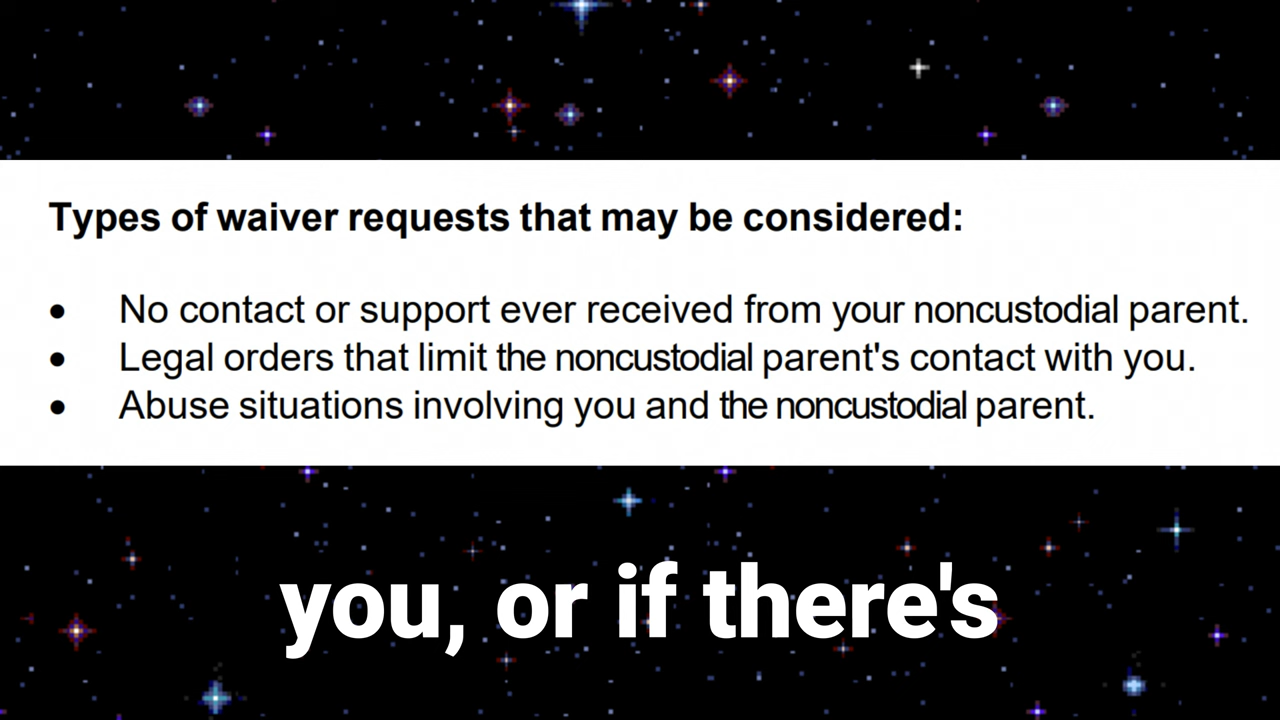 Types of waiver requests that may be considered:
• No contact or support ever received from your noncustodial parent.
• Legal orders that limit the noncustodial parent's contact with you.
• Abuse situations involving you and the noncustodial parent.
you, or if there's